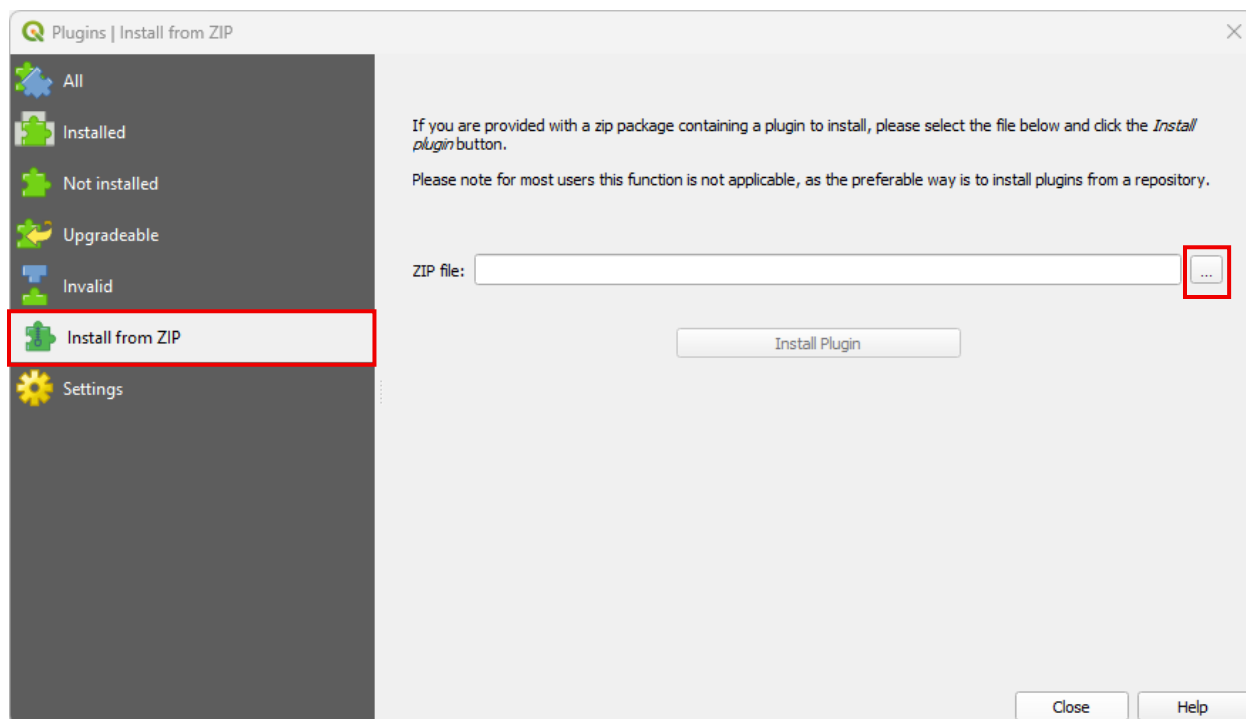 Plugins | Install from ZIP
All
Installed
Not installed
Upgradeable
Invalid
Install from ZIP
Settings
If you are provided with a zip package containing a plugin to install, please select the file below and click the Install
plugin button.
Please note for most users this function is not applicable, as the preferable way is to install plugins from a repository.
ZIP file:
...
Install Plugin
Close
Help